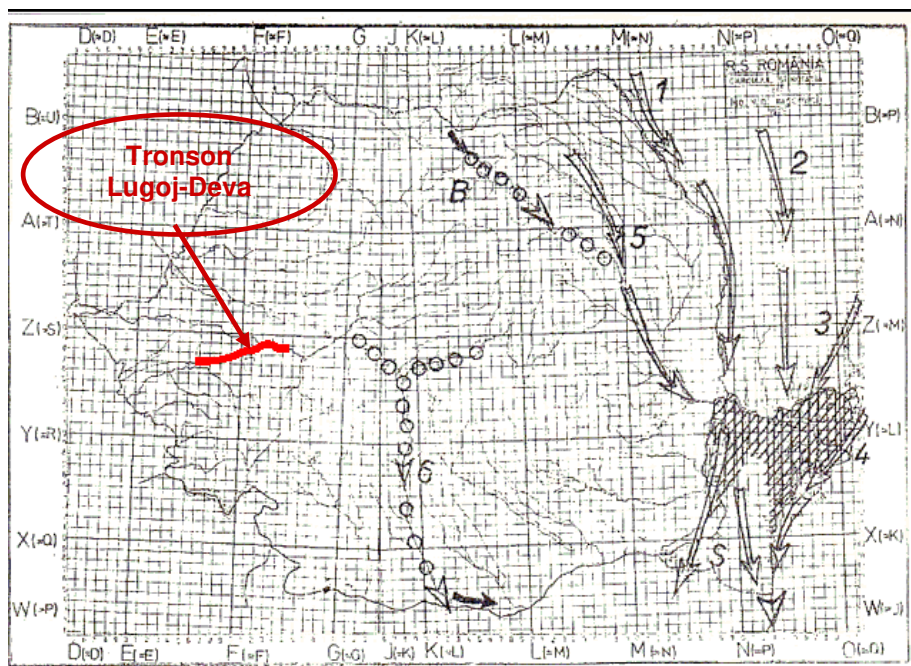 D(=D) E(=E) F(=F) G J K(=L) L(=M) M(=N) N(=P) O(=Q)
R.S. ROMÂNIA
1
B(=U)
B(=P)
2
Tronson
Lugoj-Deva
B
A(=T)
A(=N)
5
Z(=S)
3
Z(=M)
Y(=R)
Y(=L)
4
6
X(=Q)
X(=K)
S
W(=P)
W(=J)
D(=D) E(=E) F(=F) G(=G) J(=K) K(=L) L(=M) M(=N) N(=P) O(=Q)